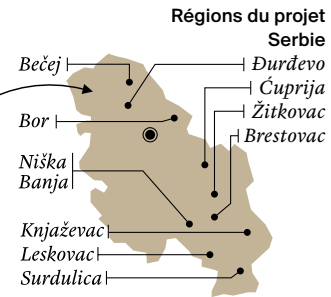 Régions du projet
Serbie
Bečej
Đurđevo
Ćuprija
Bor
Žitkovac
Brestovac
Niška
Banja
Knjaževac
Leskovac
Surdulica